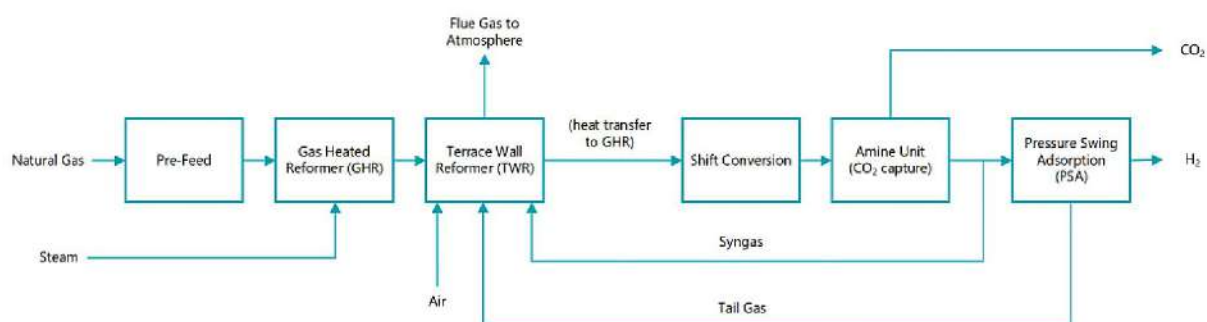 Flue Gas to
Atmosphere
CO₂
(heat transfer
to GHR)
Natural Gas
Pre-Feed
Gas Heated
Reformer (GHR)
Terrace Wall
Reformer (TWR)
Shift Conversion
Amine Unit
(CO₂ capture)
Pressure Swing
Adsorption
(PSA)
H₂
Steam
Syngas
Air
Tail Gas